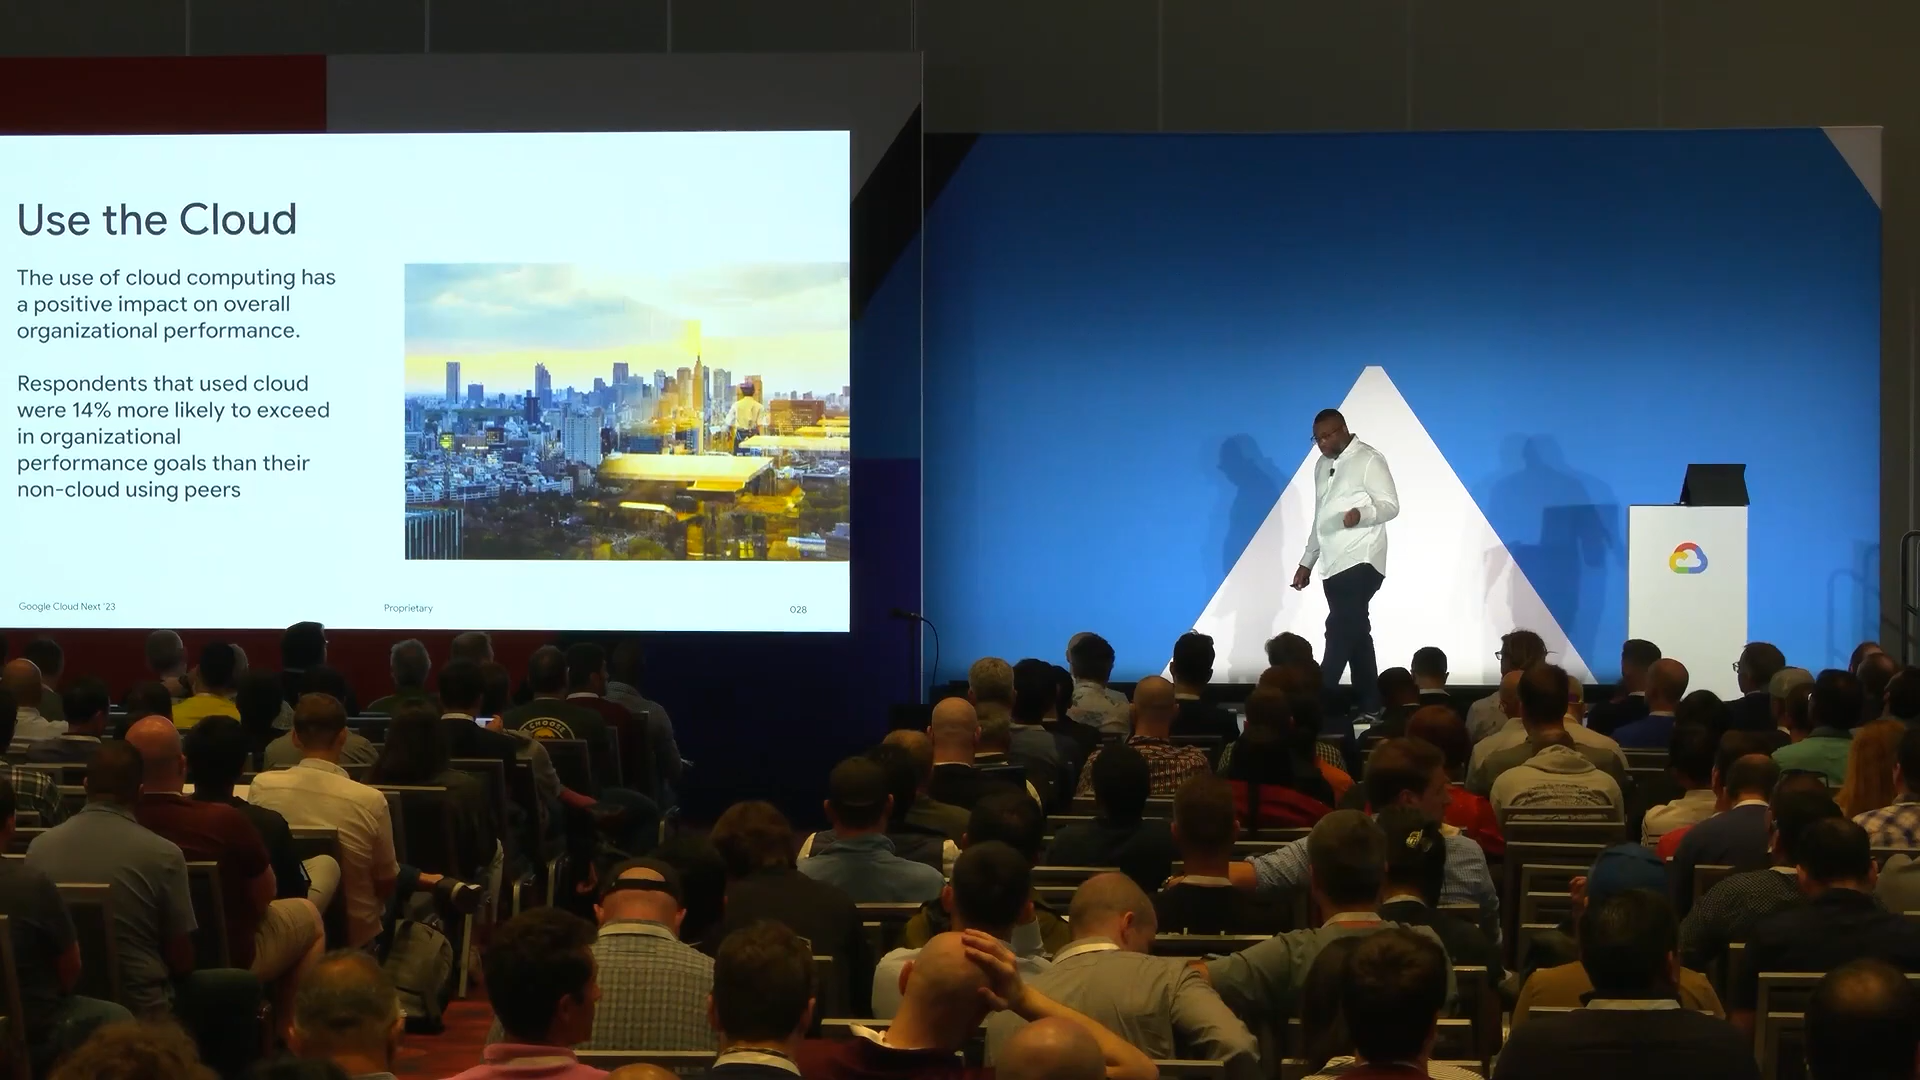 Use the Cloud
The use of cloud computing has
a positive impact on overall
organizational performance.
Respondents that used cloud
were 14% more likely to exceed
in organizational
performance goals than their
non-cloud using peers
Google Cloud Next '23
Proprietary
028
CHOOSE